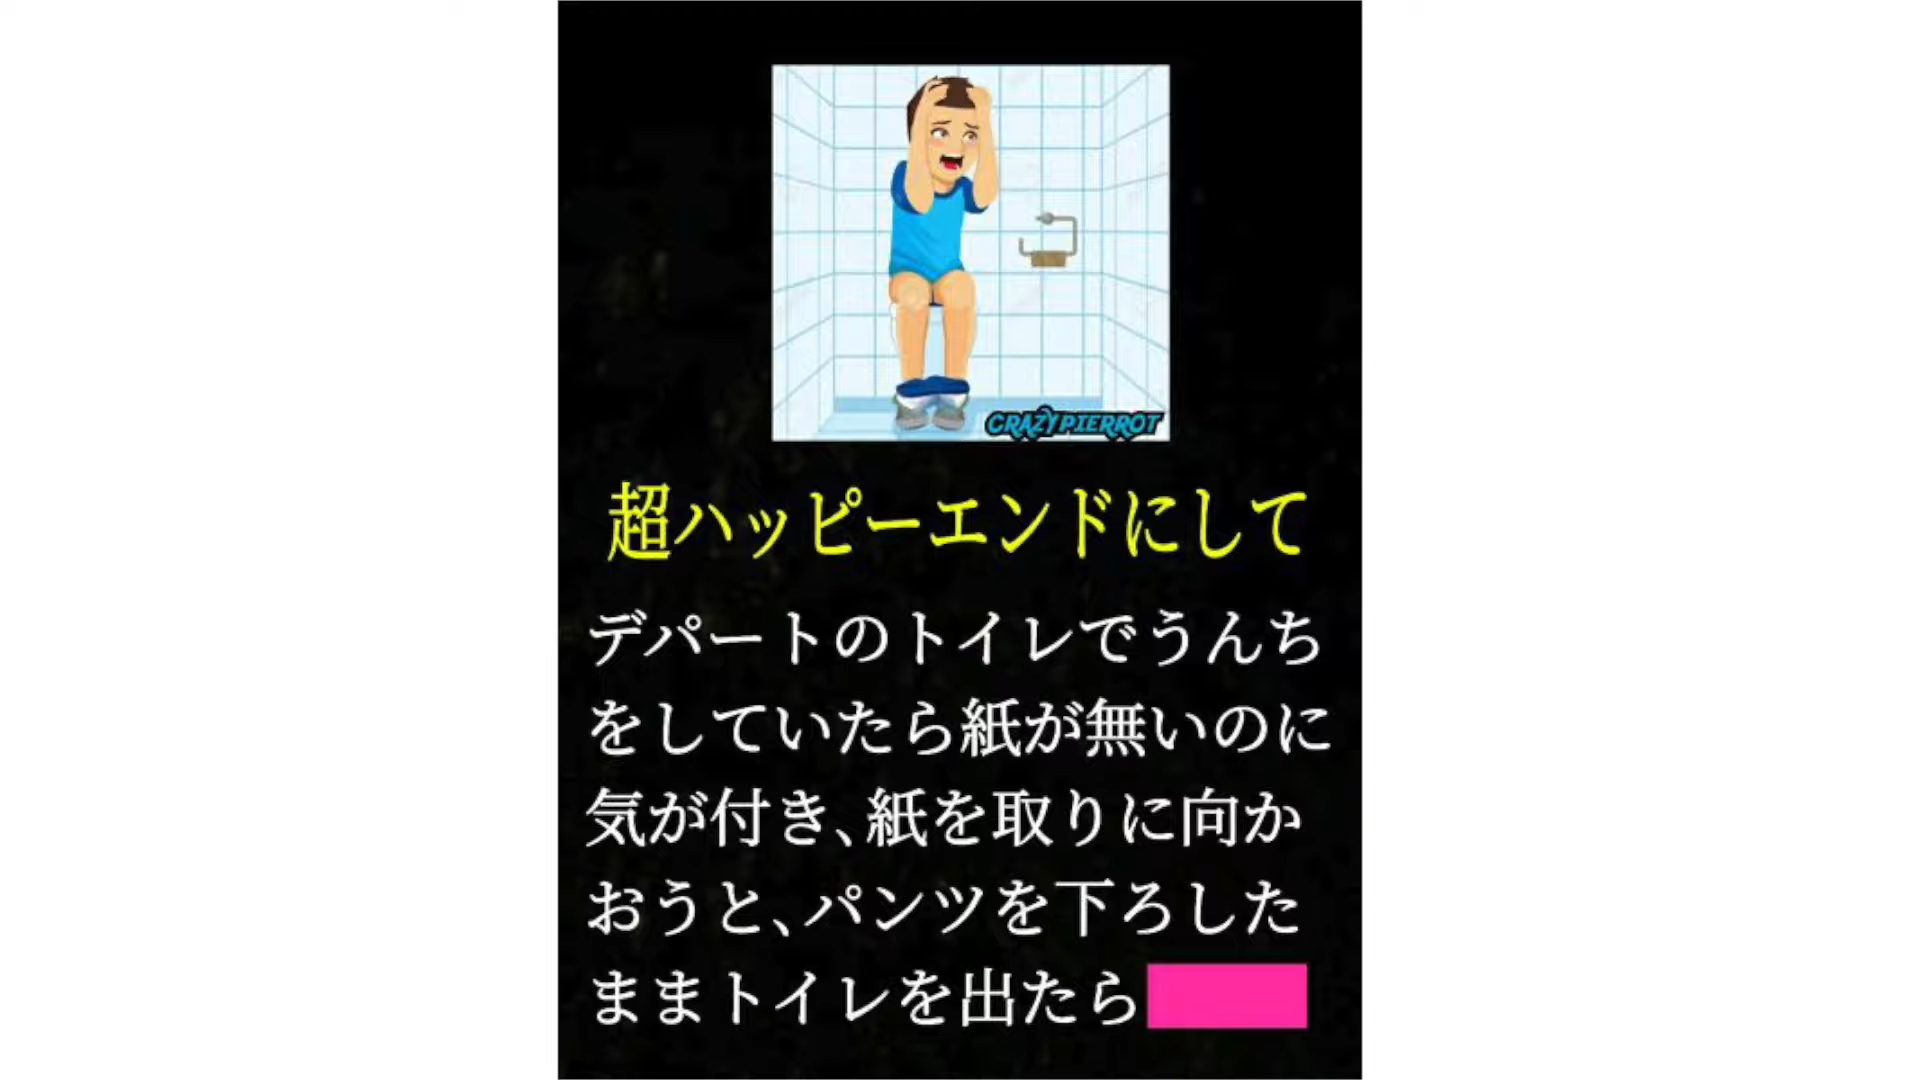 CRAZY PIERROT
超ハッピーエンドにして
デパートのトイレでうんち
をしていたら紙が無いのに
気が付き､紙を取りに向か
おうと､パンツを下ろした
ままトイレを出たら